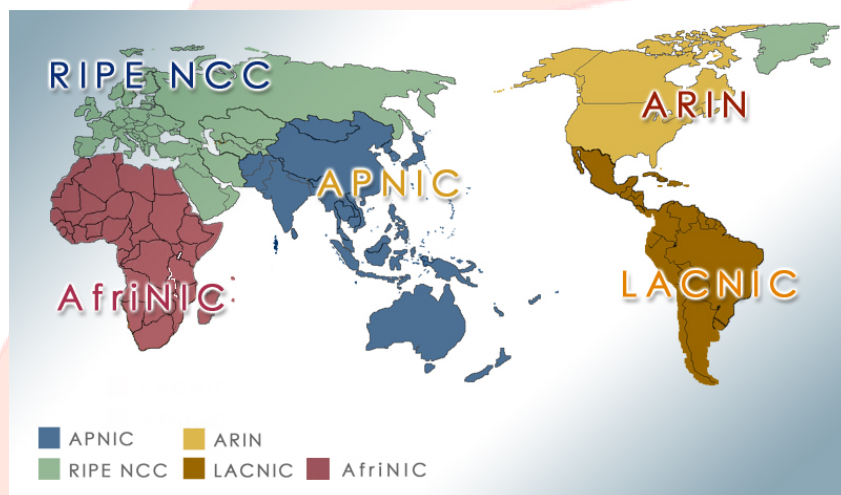 RIPE NCC
ARIN
APNIC
AfriNIC
LACNIC
APNIC ARIN
RIPE NCC LACNIC AfriNIC